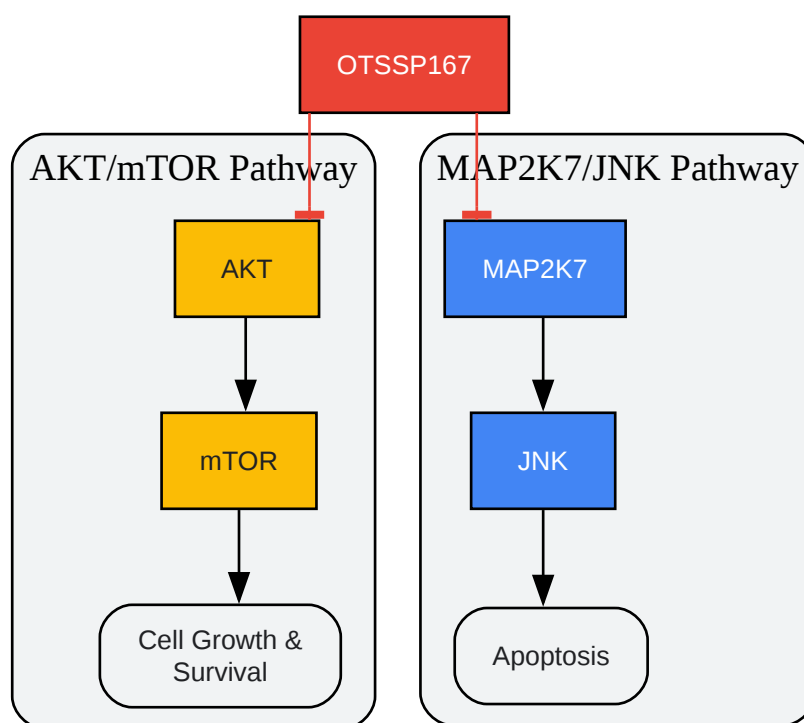 OTSSP167
AKT/mTOR Pathway
AKT
mTOR
Cell Growth &
Survival
MAP2K7/JNK Pathway
MAP2K7
JNK
Apoptosis